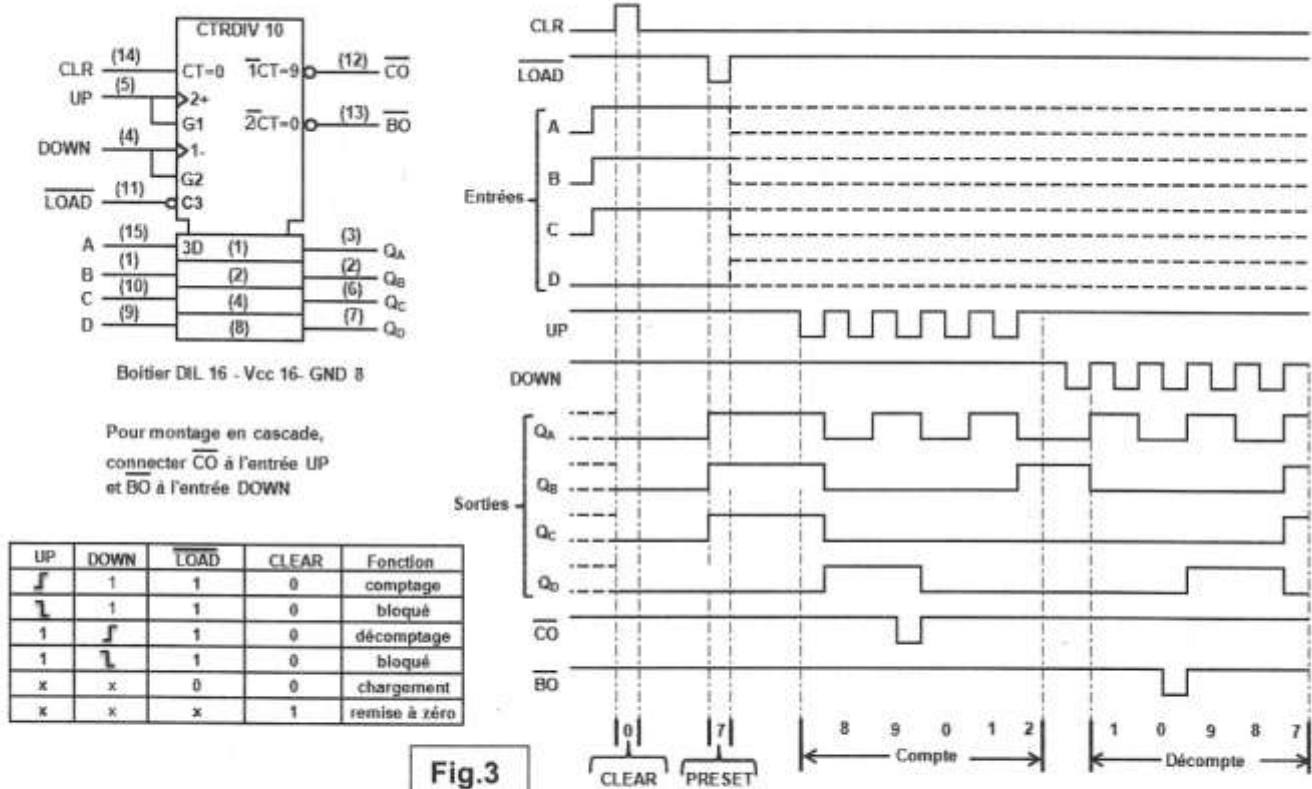 CTRDIV 10
CLR (14) CT=0 1CT=9 (12) CO
UP (5) 2+
G1 2CT=0 (13) BO
DOWN (4) 1-
G2
LOAD (11) C3
A (15) 3D (1) (3) QA
B (1) (2) (2) QB
C (10) (4) (6) QC
D (9) (8) (7) QD
Boitier DIL 16 - Vcc 16- GND 8
Pour montage en cascade,
connecter CO à l'entrée UP
et BO à l'entrée DOWN
UP DOWN LOAD CLEAR Fonction
1 1 0 comptage
1 1 0 bloqué
1 1 0 décomptage
1 1 0 bloqué
x x 0 0 chargement
x x x 1 remise à zéro
Fig.3
CLR
LOAD
A
B
Entrées
C
D
UP
DOWN
QA
QB
Sorties
QC
QD
CO
BO
0 7 8 9 0 1 2 1 0 9 8 7
Compte Décompte
CLEAR PRESET